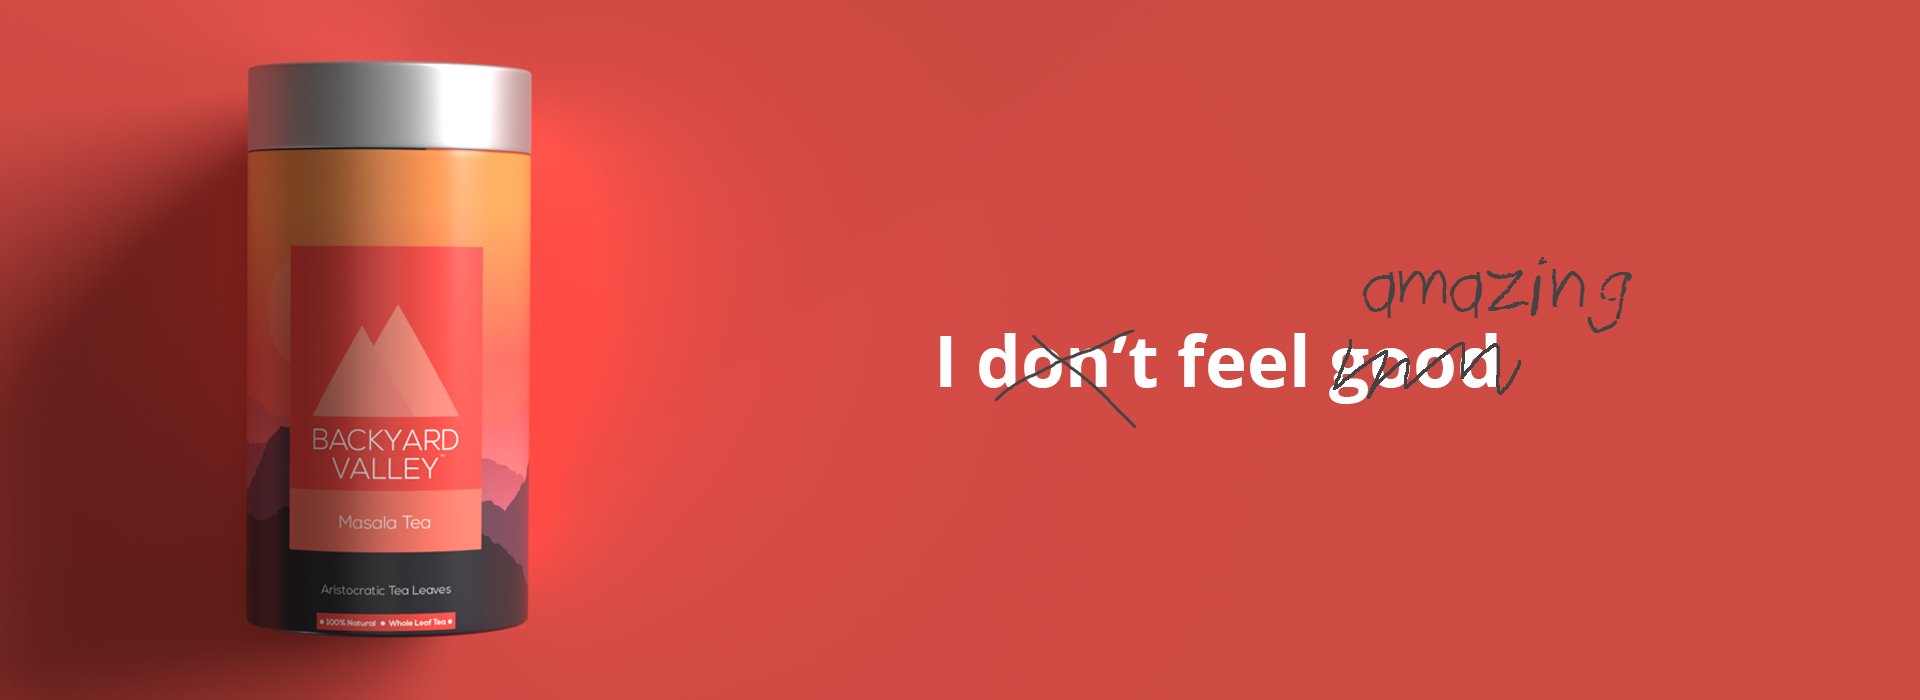 BACKYARD
VALLEY™
Masala Tea
Aristocratic Tea Leaves
• 100% Natural • Whole Leaf Tea •
amazing
I don't feel good